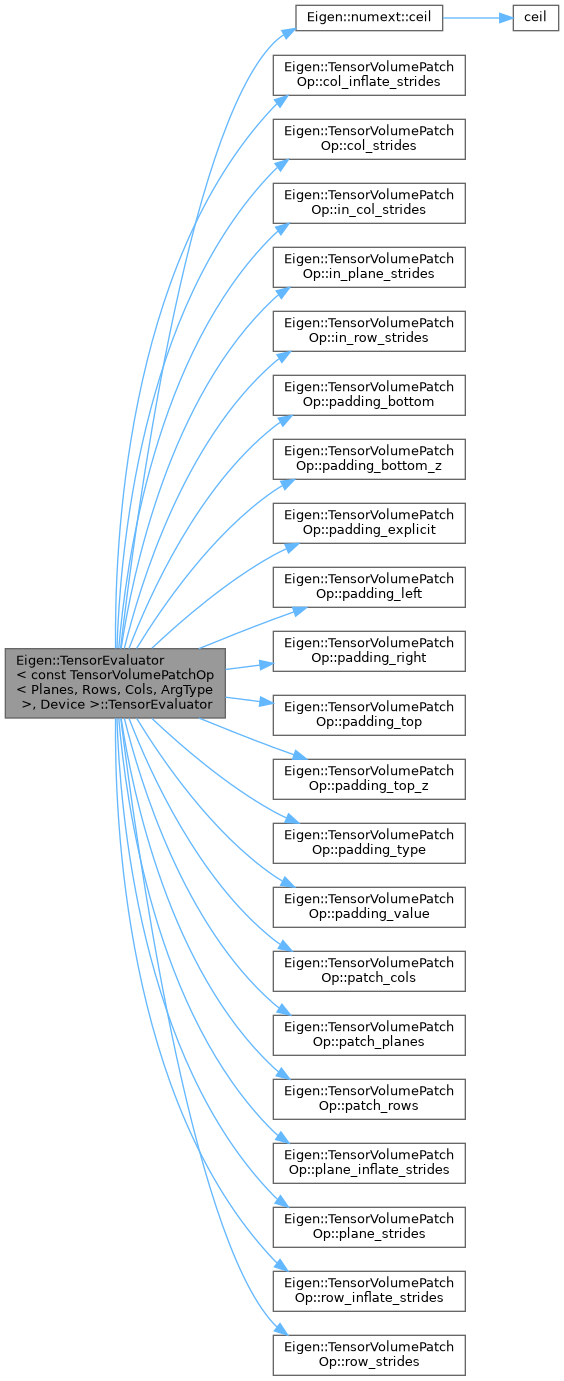 Eigen::numext::ceil
ceil
Eigen::TensorVolumePatch
Op::col_inflate_strides
Eigen::TensorVolumePatch
Op::col_strides
Eigen::TensorVolumePatch
Op::in_col_strides
Eigen::TensorVolumePatch
Op::in_plane_strides
Eigen::TensorVolumePatch
Op::in_row_strides
Eigen::TensorVolumePatch
Op::padding_bottom
Eigen::TensorVolumePatch
Op::padding_bottom_z
Eigen::TensorVolumePatch
Op::padding_explicit
Eigen::TensorVolumePatch
Op::padding_left
Eigen::TensorEvaluator
< const TensorVolumePatchOp
< Planes, Rows, Cols, ArgType
>, Device >::TensorEvaluator
Eigen::TensorVolumePatch
Op::padding_right
Eigen::TensorVolumePatch
Op::padding_top
Eigen::TensorVolumePatch
Op::padding_top_z
Eigen::TensorVolumePatch
Op::padding_type
Eigen::TensorVolumePatch
Op::padding_value
Eigen::TensorVolumePatch
Op::patch_cols
Eigen::TensorVolumePatch
Op::patch_planes
Eigen::TensorVolumePatch
Op::patch_rows
Eigen::TensorVolumePatch
Op::plane_inflate_strides
Eigen::TensorVolumePatch
Op::plane_strides
Eigen::TensorVolumePatch
Op::row_inflate_strides
Eigen::TensorVolumePatch
Op::row_strides